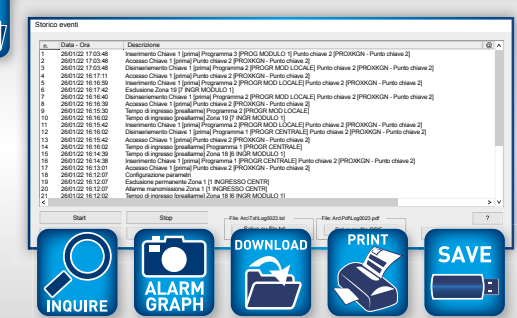 Storico eventi
n. Data - Ora Descrizione @
1 26/01/22 17:03:48 Inserimento Chiave 1 [prima] Programma 3 [PROG MODULO 1] Punto chiave 2 [PROXKGN - Punto chiave 2]
2 26/01/22 17:03:48 Accesso Chiave 1 [prima] Punto chiave 2 [PROXKGN - Punto chiave 2]
3 26/01/22 17:03:48 Disinserimento Chiave 1 [prima] Programma 2 [PROGR MOD LOCALE] Punto chiave 2 [PROXKGN - Punto chiave 2]
4 26/01/22 16:17:11 Accesso Chiave 1 [prima] Punto chiave 2 [PROXKGN - Punto chiave 2]
5 26/01/22 16:16:59 Inserimento Chiave 1 [prima] Programma 2 [PROGR MOD LOCALE] Punto chiave 2 [PROXKGN - Punto chiave 2]
6 26/01/22 16:17:42 Esclusione Zona 19 [7 INGR MODULO 1]
7 26/01/22 16:16:40 Disinserimento Chiave 1 [prima] Programma 2 [PROGR MOD LOCALE] Punto chiave 2 [PROXKGN - Punto chiave 2]
8 26/01/22 16:16:39 Accesso Chiave 1 [prima] Punto chiave 2 [PROXKGN - Punto chiave 2]
9 26/01/22 16:15:30 Tempo di ingresso [preallarme] Programma 2 [PROGR MOD LOCALE]
10 26/01/22 16:16:02 Tempo di ingresso [preallarme] Zona 19 [7 INGR MODULO 1]
11 26/01/22 16:15:42 Inserimento Chiave 1 [prima] Programma 2 [PROGR MOD LOCALE] Punto chiave 2 [PROXKGN - Punto chiave 2]
12 26/01/22 16:16:02 Disinserimento Chiave 1 [prima] Programma 1 [PROGR CENTRALE] Punto chiave 2 [PROXKGN - Punto chiave 2]
13 26/01/22 16:15:42 Accesso Chiave 1 [prima] Punto chiave 2 [PROXKGN - Punto chiave 2]
14 26/01/22 16:16:02 Tempo di ingresso [preallarme] Programma 1 [PROGR CENTRALE]
15 26/01/22 16:14:39 Tempo di ingresso [preallarme] Zona 18 [6 INGR MODULO 1]
16 26/01/22 16:14:38 Inserimento Chiave 1 [prima] Programma 1 [PROGR CENTRALE] Punto chiave 2 [PROXKGN - Punto chiave 2]
17 26/01/22 16:13:01 Accesso Chiave 1 [prima] Punto chiave 2 [PROXKGN - Punto chiave 2]
18 26/01/22 16:12:07 Configurazione parametri
19 26/01/22 16:12:07 Esclusione permanente Zona 1 [1 INGRESSO CENTR]
20 26/01/22 16:12:07 Allarme manomissione Zona 1 [1 INGRESSO CENTR]
21 26/01/22 16:12:02 Tempo di ingresso [preallarme] Zona 18 [6 INGR MODULO 1]
Start Stop File: Arc\Txt\Log0023.txt File: Arc\Pdf\Log0023.pdf ?
INQUIRE
ALARM
GRAPH
DOWNLOAD
PRINT
SAVE